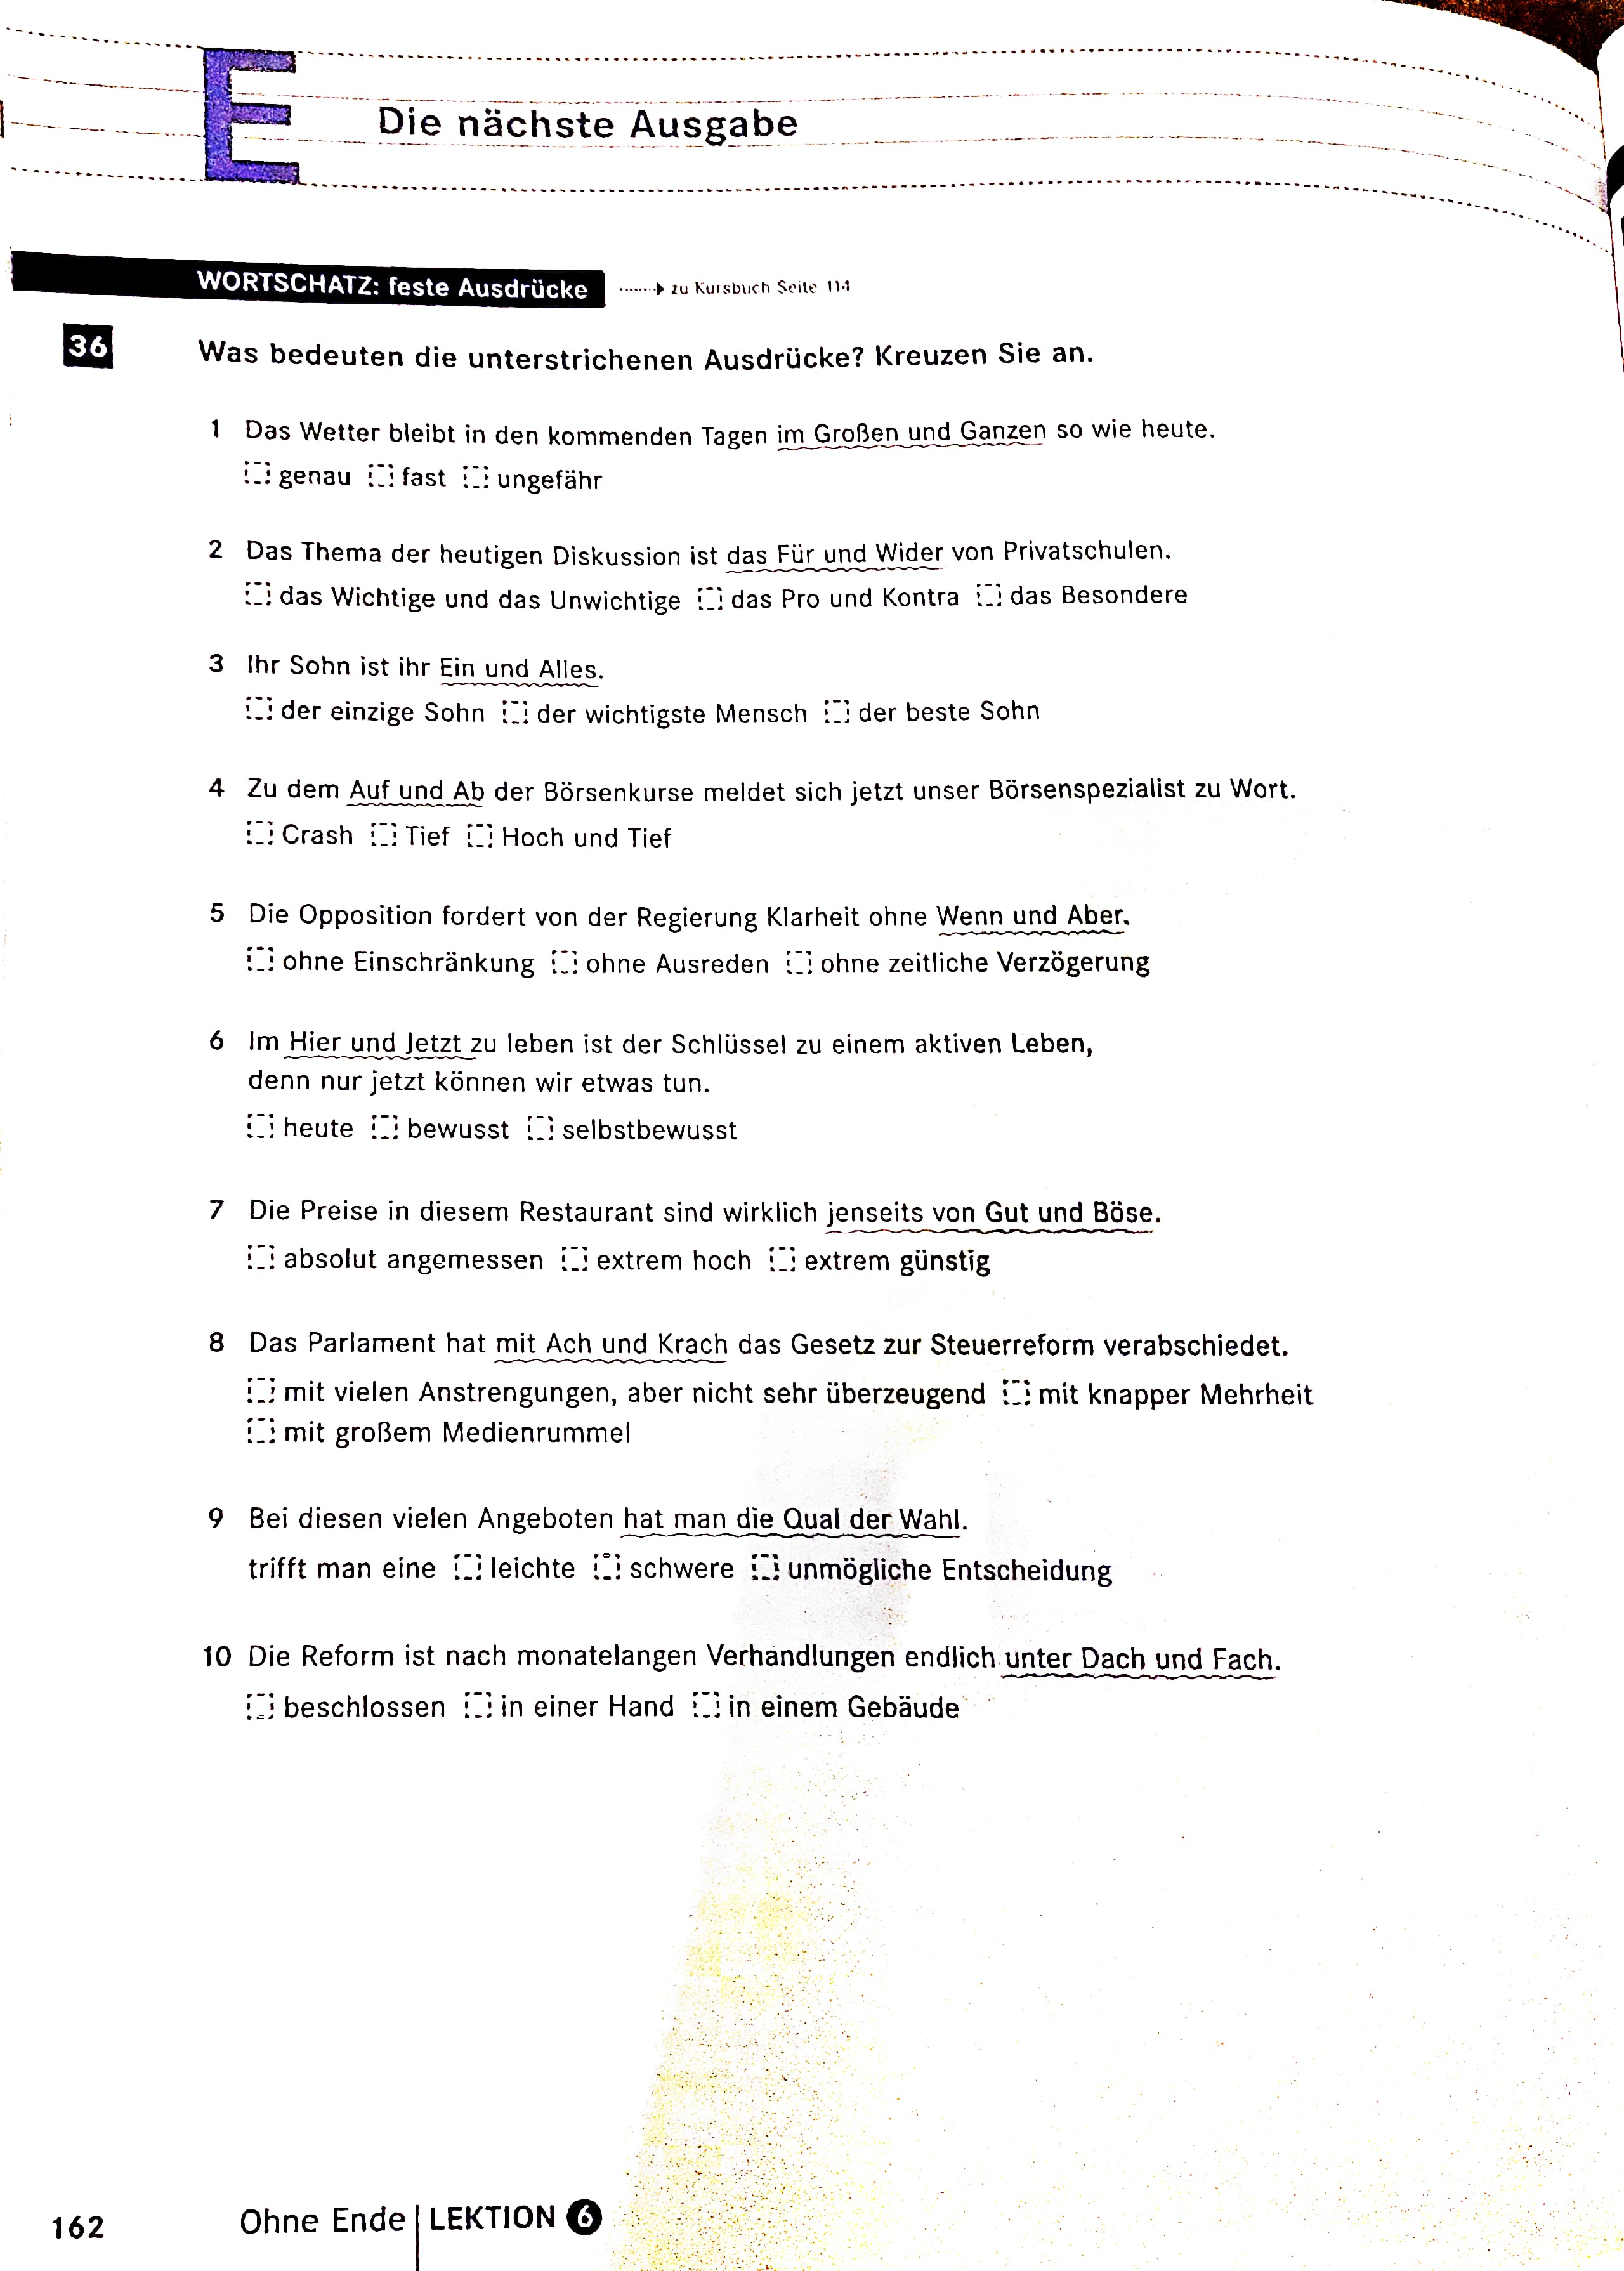 E Die nächste Ausgabe
WORTSCHATZ: feste Ausdrücke zu Kursbuch Seite 114
36 Was bedeuten die unterstrichenen Ausdrücke? Kreuzen Sie an.
1 Das Wetter bleibt in den kommenden Tagen im Großen und Ganzen so wie heute.
genau fast ungefähr
2 Das Thema der heutigen Diskussion ist das Für und Wider von Privatschulen.
das Wichtige und das Unwichtige das Pro und Kontra das Besondere
3 Ihr Sohn ist ihr Ein und Alles.
der einzige Sohn der wichtigste Mensch der beste Sohn
4 Zu dem Auf und Ab der Börsenkurse meldet sich jetzt unser Börsenspezialist zu Wort.
Crash Tief Hoch und Tief
5 Die Opposition fordert von der Regierung Klarheit ohne Wenn und Aber.
ohne Einschränkung ohne Ausreden ohne zeitliche Verzögerung
6 Im Hier und Jetzt zu leben ist der Schlüssel zu einem aktiven Leben,
denn nur jetzt können wir etwas tun.
heute bewusst selbstbewusst
7 Die Preise in diesem Restaurant sind wirklich jenseits von Gut und Böse.
absolut angemessen extrem hoch extrem günstig
8 Das Parlament hat mit Ach und Krach das Gesetz zur Steuerreform verabschiedet.
mit vielen Anstrengungen, aber nicht sehr überzeugend mit knapper Mehrheit
mit großem Medienrummel
9 Bei diesen vielen Angeboten hat man die Qual der Wahl.
trifft man eine leichte schwere unmögliche Entscheidung
10 Die Reform ist nach monatelangen Verhandlungen endlich unter Dach und Fach.
beschlossen in einer Hand in einem Gebäude
162 Ohne Ende LEKTION 6